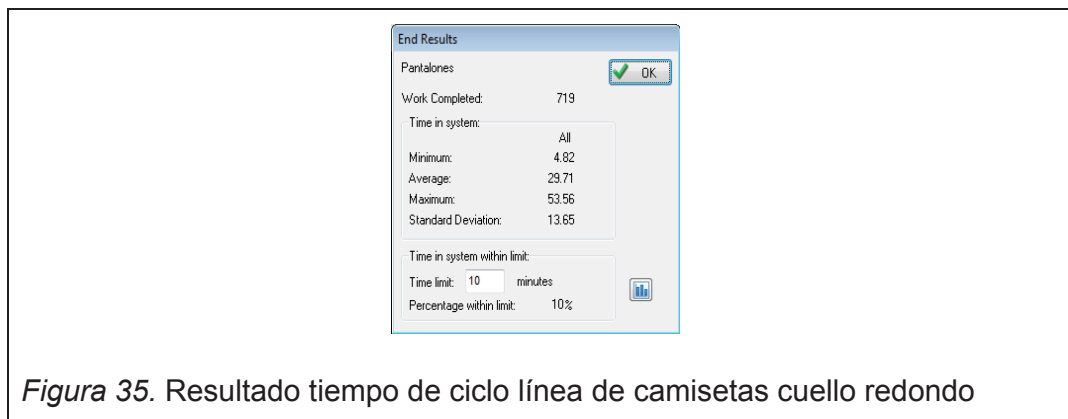 End Results
Pantalones
OK
Work Completed: 719
Time in system:
All
Minimum: 4.82
Average: 29.71
Maximum: 53.56
Standard Deviation: 13.65
Time in system within limit:
Time limit: 10 minutes
Percentage within limit: 10%
Figura 35. Resultado tiempo de ciclo línea de camisetas cuello redondo